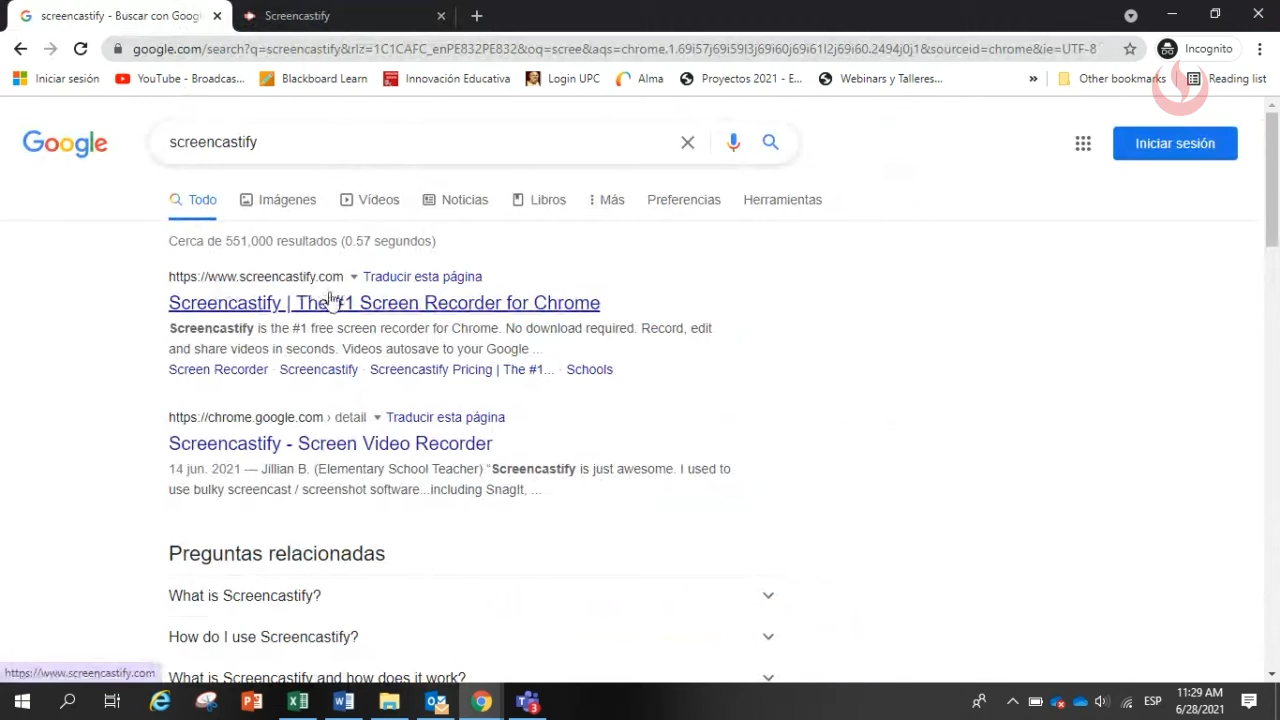 screencastify - Buscar con Goog
Screencastify
google.com/search?q=screencastify&rlz=1C1CAFC_enPE832PE832&oq=scree&aqs=chrome.1.69i57j69i59l3j69i60j69i61l2j69i60.2494j0j1&sourceid=chrome&ie=UTF-8
Incognito
Iniciar sesión
YouTube - Broadcas...
Blackboard Learn
Innovación Educativa
Login UPC
Alma
Proyectos 2021 - E...
Webinars y Talleres...
»
Other bookmarks
Reading list
Google
screencastify
Iniciar sesión
Todo
Imágenes
Vídeos
Noticias
Libros
Más
Preferencias
Herramientas
Cerca de 551,000 resultados (0.57 segundos)
https://www.screencastify.com
Traducir esta página
Screencastify | The #1 Screen Recorder for Chrome
Screencastify is the #1 free screen recorder for Chrome. No download required. Record, edit
and share videos in seconds. Videos autosave to your Google ...
Screen Recorder · Screencastify · Screencastify Pricing | The #1... · Schools
https://chrome.google.com › detail
Traducir esta página
Screencastify - Screen Video Recorder
14 jun. 2021 — Jillian B. (Elementary School Teacher) “Screencastify is just awesome. I used to
use bulky screencast / screenshot software...including SnagIt, ...
Preguntas relacionadas
What is Screencastify?
How do I use Screencastify?
What is Screencastify and how does it work?
https://www.screencastify.com
ESP
11:29 AM
6/28/2021